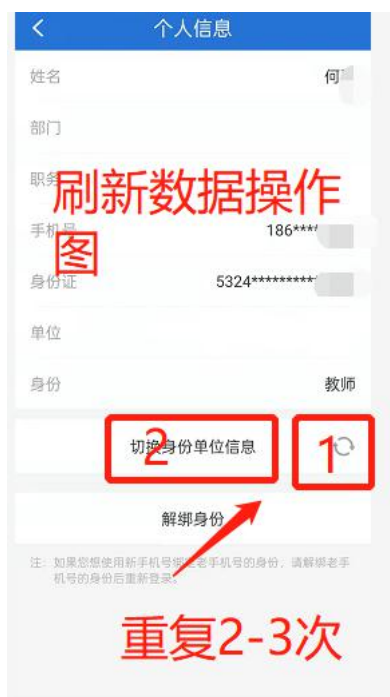 个人信息
姓名 何
部门
职务
刷新数据操作
手机号 186****
图
身份证 5324**********
单位
身份 教师
切换身份单位信息
2
1
解绑身份
注：如果您想使用新手机号绑定老手机号的身份，请解绑老手
机号的身份后重新登录。
重复2-3次